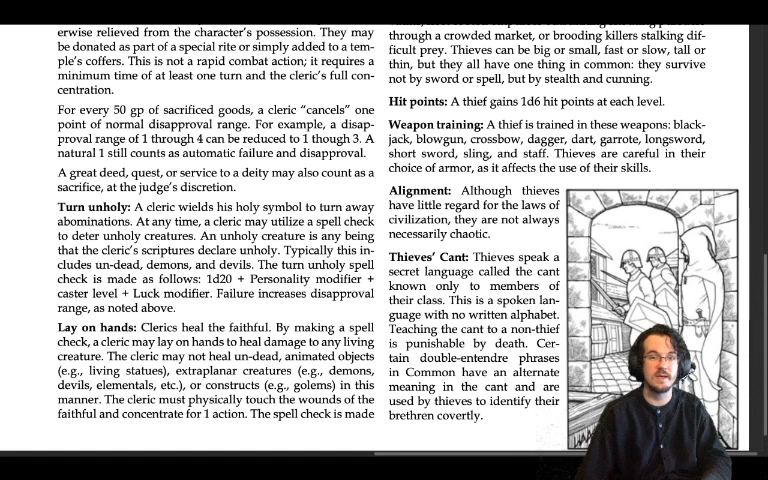 erwise relieved from the character's possession. They may
be donated as part of a special rite or simply added to a tem-
ple's coffers. This is not a rapid combat action; it requires a
minimum time of at least one turn and the cleric's full con-
centration.
For every 50 gp of sacrificed goods, a cleric "cancels" one
point of normal disapproval range. For example, a disap-
proval range of 1 through 4 can be reduced to 1 though 3. A
natural 1 still counts as automatic failure and disapproval.
A great deed, quest, or service to a deity may also count as a
sacrifice, at the judge's discretion.
Turn unholy: A cleric wields his holy symbol to turn away
abominations. At any time, a cleric may utilize a spell check
to deter unholy creatures. An unholy creature is any being
that the cleric's scriptures declare unholy. Typically this in-
cludes un-dead, demons, and devils. The turn unholy spell
check is made as follows: 1d20 + Personality modifier +
caster level + Luck modifier. Failure increases disapproval
range, as noted above.
Lay on hands: Clerics heal the faithful. By making a spell
check, a cleric may lay on hands to heal damage to any living
creature. The cleric may not heal un-dead, animated objects
(e.g., living statues), extraplanar creatures (e.g., demons,
devils, elementals, etc.), or constructs (e.g., golems) in this
manner. The cleric must physically touch the wounds of the
faithful and concentrate for 1 action. The spell check is made
through a crowded market, or brooding killers stalking dif-
ficult prey. Thieves can be big or small, fast or slow, tall or
thin, but they all have one thing in common: they survive
not by sword or spell, but by stealth and cunning.
Hit points: A thief gains 1d6 hit points at each level.
Weapon training: A thief is trained in these weapons: black-
jack, blowgun, crossbow, dagger, dart, garrote, longsword,
short sword, sling, and staff. Thieves are careful in their
choice of armor, as it affects the use of their skills.
Alignment: Although thieves
have little regard for the laws of
civilization, they are not always
necessarily chaotic.
Thieves' Cant: Thieves speak a
secret language called the cant
known only to members of
their class. This is a spoken lan-
guage with no written alphabet.
Teaching the cant to a non-thief
is punishable by death. Cer-
tain double-entendre phrases
in Common have an alternate
meaning in the cant and are
used by thieves to identify their
brethren covertly.